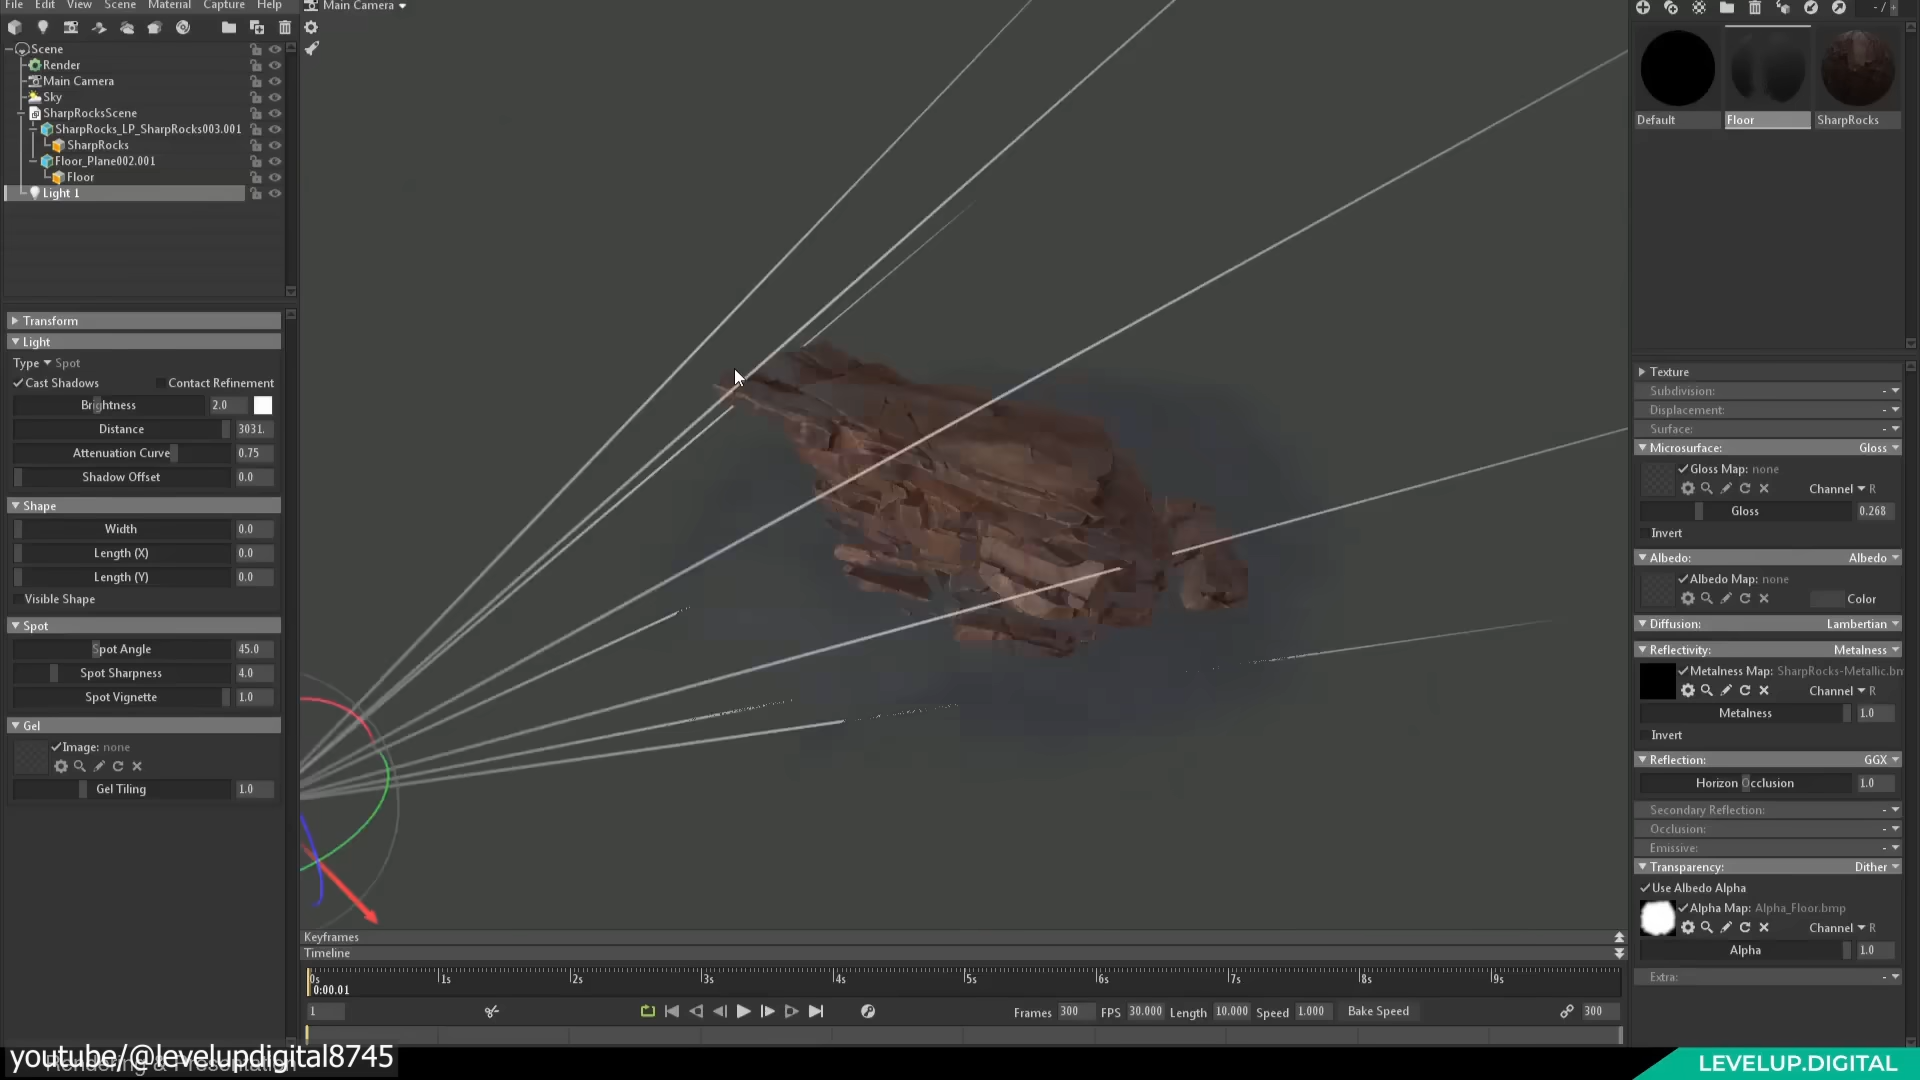 File Edit View Scene Material Capture Help
Main Camera
Scene
Render
Main Camera
Sky
SharpRocksScene
SharpRocks_LP_SharpRocks003.001
SharpRocks
Floor_Plane002.001
Floor
Light 1
Transform
Light
Type Spot
Cast Shadows Contact Refinement
Brightness 2.0
Distance 3031.
Attenuation Curve 0.75
Shadow Offset 0.0
Shape
Width 0.0
Length (X) 0.0
Length (Y) 0.0
Visible Shape
Spot
Spot Angle 45.0
Spot Sharpness 4.0
Spot Vignette 1.0
Gel
Image: none
Gel Tiling 1.0
Keyframes
Timeline
0s 1s 2s 3s 4s 5s 6s 7s 8s 9s
0:00.01
1
Frames 300 FPS 30.000 Length 10.000 Speed 1.000 Bake Speed 300
- /
Default Floor SharpRocks
Texture
Subdivision: -
Displacement: -
Surface: -
Microsurface: Gloss
Gloss Map: none
Channel R
Gloss 0.268
Invert
Albedo: Albedo
Albedo Map: none
Color
Diffusion: Lambertian
Reflectivity: Metalness
Metalness Map: SharpRocks-Metallic.bm
Channel R
Metalness 1.0
Invert
Reflection: GGX
Horizon Occlusion 1.0
Secondary Reflection: -
Occlusion: -
Emissive: -
Transparency: Dither
Use Albedo Alpha
Alpha Map: Alpha_Floor.bmp
Channel R
Alpha 1.0
Extra: -
youtube/@levelupdigital8745
Rendering & Presentation
LEVELUP.DIGITAL